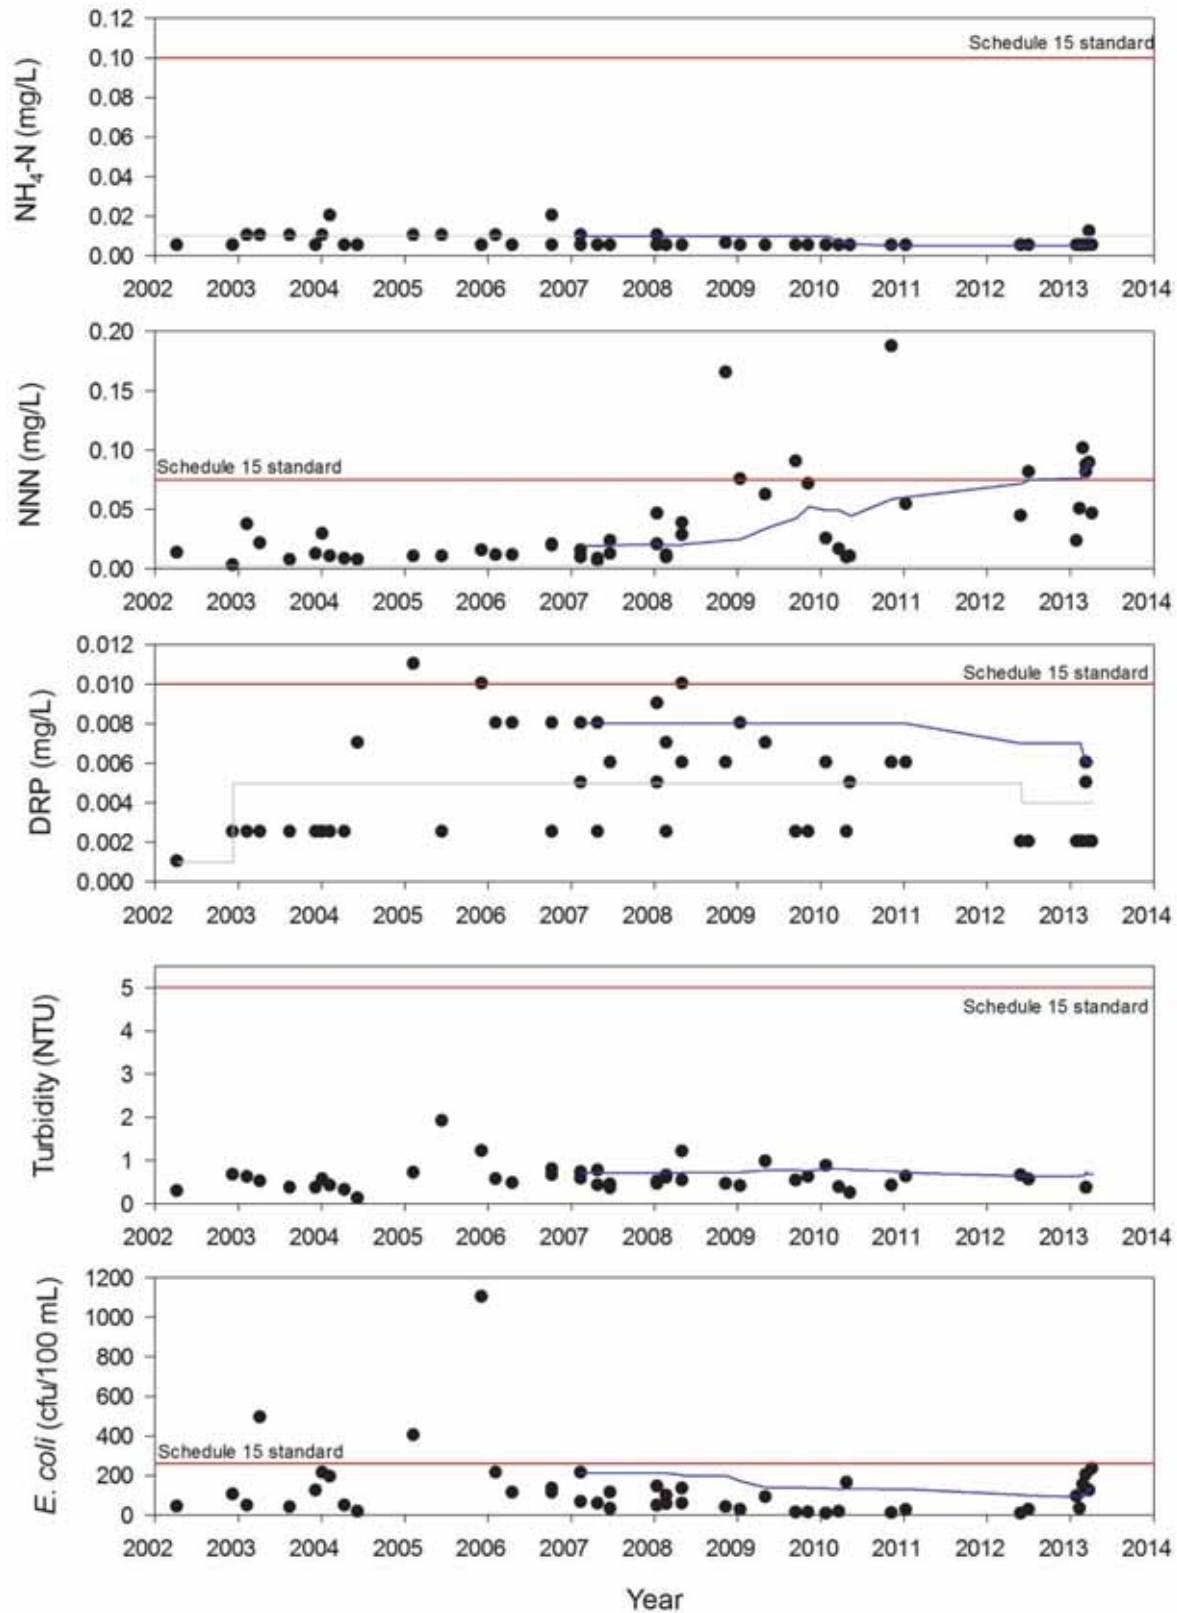 0.12
Schedule 15 standard
0.10
0.08
0.06
0.04
0.02
0.00
NH₄-N (mg/L)
2002 2003 2004 2005 2006 2007 2008 2009 2010 2011 2012 2013 2014
0.20
0.15
0.10
Schedule 15 standard
0.05
0.00
NNN (mg/L)
2002 2003 2004 2005 2006 2007 2008 2009 2010 2011 2012 2013 2014
0.012
Schedule 15 standard
0.010
0.008
0.006
0.004
0.002
0.000
DRP (mg/L)
2002 2003 2004 2005 2006 2007 2008 2009 2010 2011 2012 2013 2014
5
Schedule 15 standard
4
3
2
1
0
Turbidity (NTU)
2002 2003 2004 2005 2006 2007 2008 2009 2010 2011 2012 2013 2014
1200
1000
800
600
400
Schedule 15 standard
200
0
E. coli (cfu/100 mL)
2002 2003 2004 2005 2006 2007 2008 2009 2010 2011 2012 2013 2014
Year